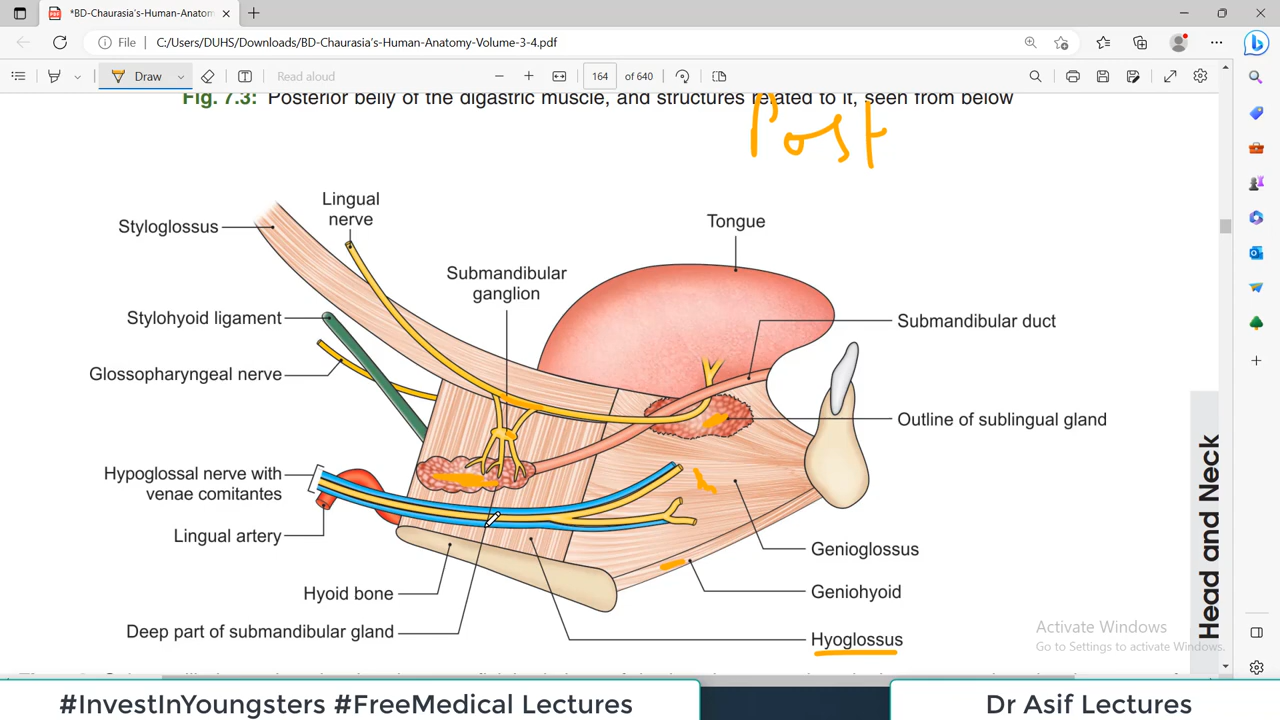 *BD-Chaurasia's-Human-Anatom
File
C:/Users/DUHS/Downloads/BD-Chaurasia's-Human-Anatomy-Volume-3-4.pdf
Draw
Read aloud
164
of 640
Fig. 7.3: Posterior belly of the digastric muscle, and structures related to it, seen from below
Post
Lingual
nerve
Styloglossus
Tongue
Submandibular
ganglion
Stylohyoid ligament
Submandibular duct
Glossopharyngeal nerve
Outline of sublingual gland
Hypoglossal nerve with
venae comitantes
Lingual artery
Genioglossus
Hyoid bone
Geniohyoid
Deep part of submandibular gland
Hyoglossus
Head and Neck
Activate Windows
Go to Settings to activate Windows.
#InvestInYoungsters #FreeMedical Lectures
Dr Asif Lectures